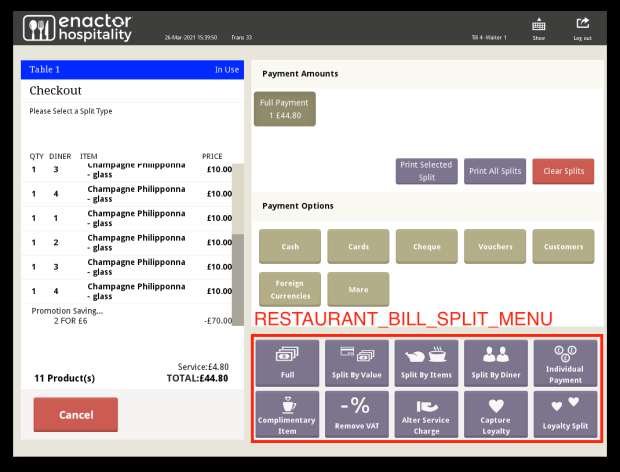 enactor
hospitality
26-Mar-2021 15:39:50 Trans 33
Till 4 -Waiter 1
Show
Log out
Table 1 In Use
Checkout
Please Select a Split Type
QTY DINER ITEM PRICE
1 3 Champagne Philipponna £10.00
- glass
1 4 Champagne Philipponna £10.00
- glass
1 1 Champagne Philipponna £10.00
- glass
1 2 Champagne Philipponna £10.00
- glass
1 3 Champagne Philipponna £10.00
- glass
1 4 Champagne Philipponna £10.00
- glass
Promotion Saving...
2 FOR £6 -£70.00
Service:£4.80
11 Product(s) TOTAL:£44.80
Cancel
Payment Amounts
Full Payment
1 £44.80
Print Selected
Split
Print All Splits
Clear Splits
Payment Options
Cash
Cards
Cheque
Vouchers
Customers
Foreign
Currencies
More
RESTAURANT_BILL_SPLIT_MENU
Full
Split By Value
Split By Items
Split By Diner
Individual
Payment
Complimentary
Item
-%
Remove VAT
Alter Service
Charge
Capture
Loyalty
Loyalty Split